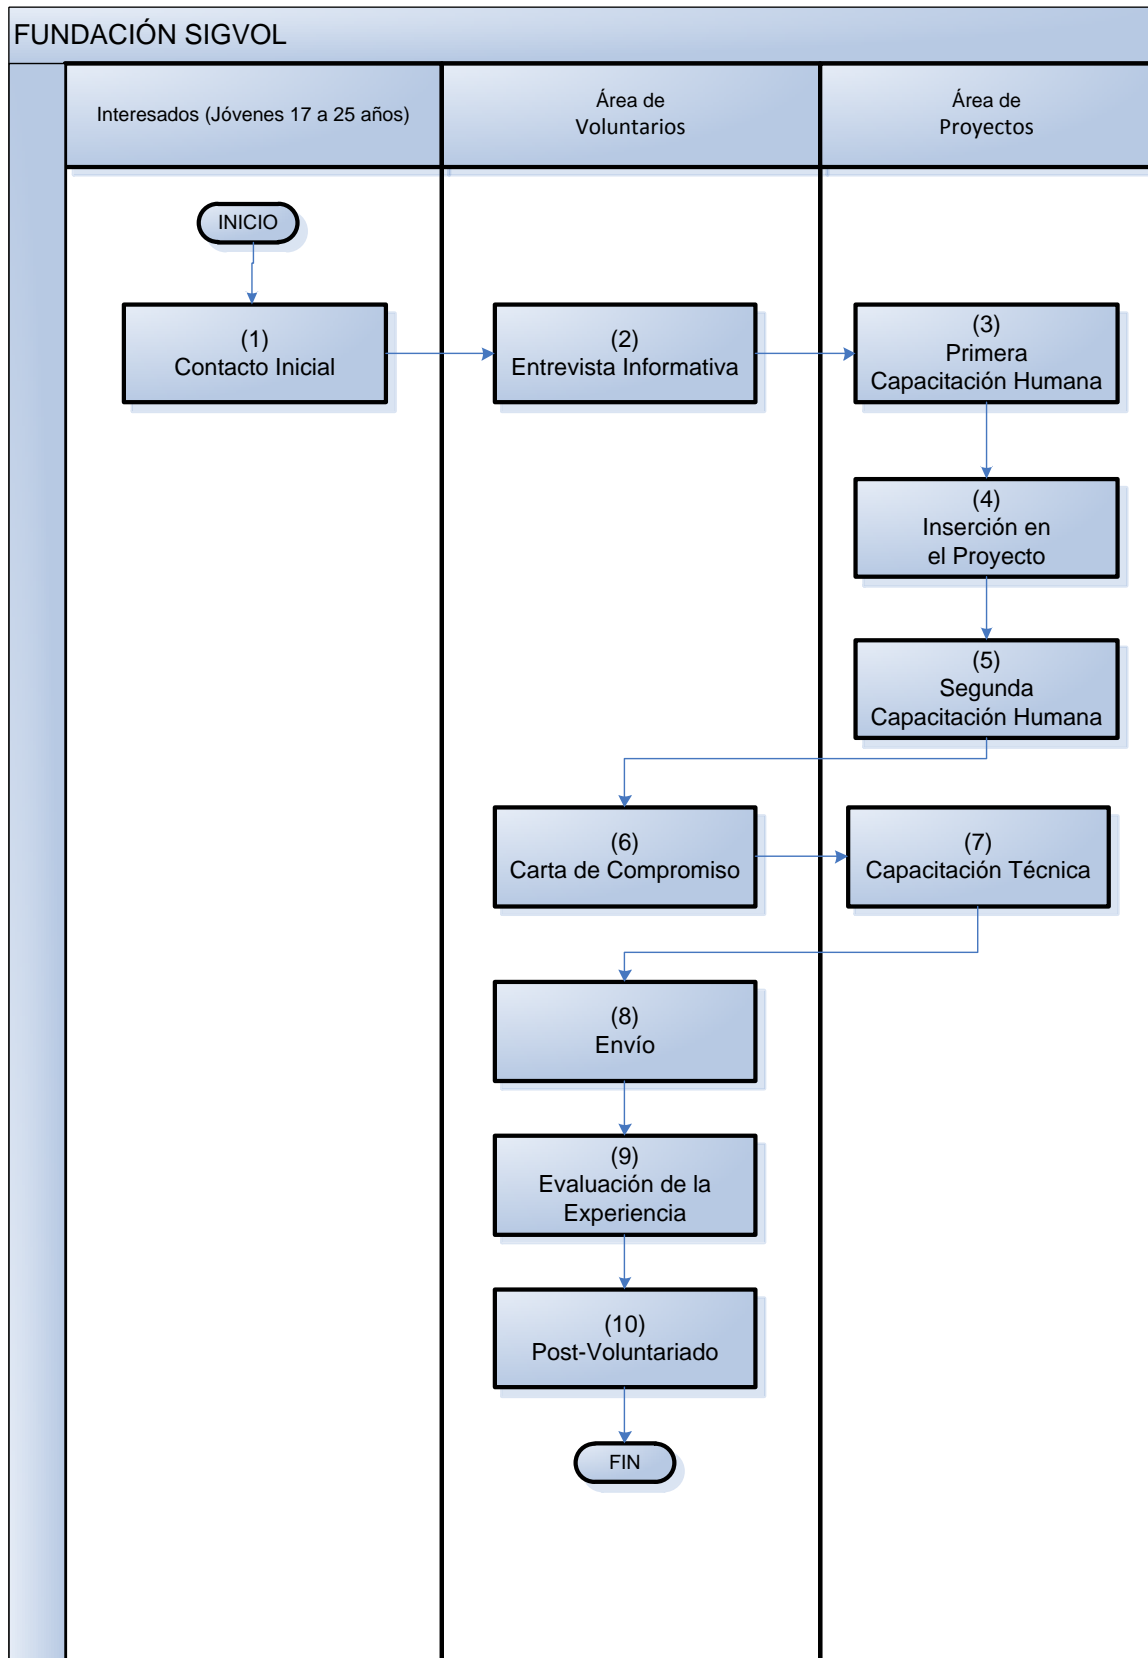 FUNDACIÓN SIGVOL
Interesados (Jóvenes 17 a 25 años)
Área de
Voluntarios
Área de
Proyectos
INICIO
(1)
Contacto Inicial
(2)
Entrevista Informativa
(3)
Primera
Capacitación Humana
(4)
Inserción en
el Proyecto
(5)
Segunda
Capacitación Humana
(6)
Carta de Compromiso
(7)
Capacitación Técnica
(8)
Envío
(9)
Evaluación de la
Experiencia
(10)
Post-Voluntariado
FIN